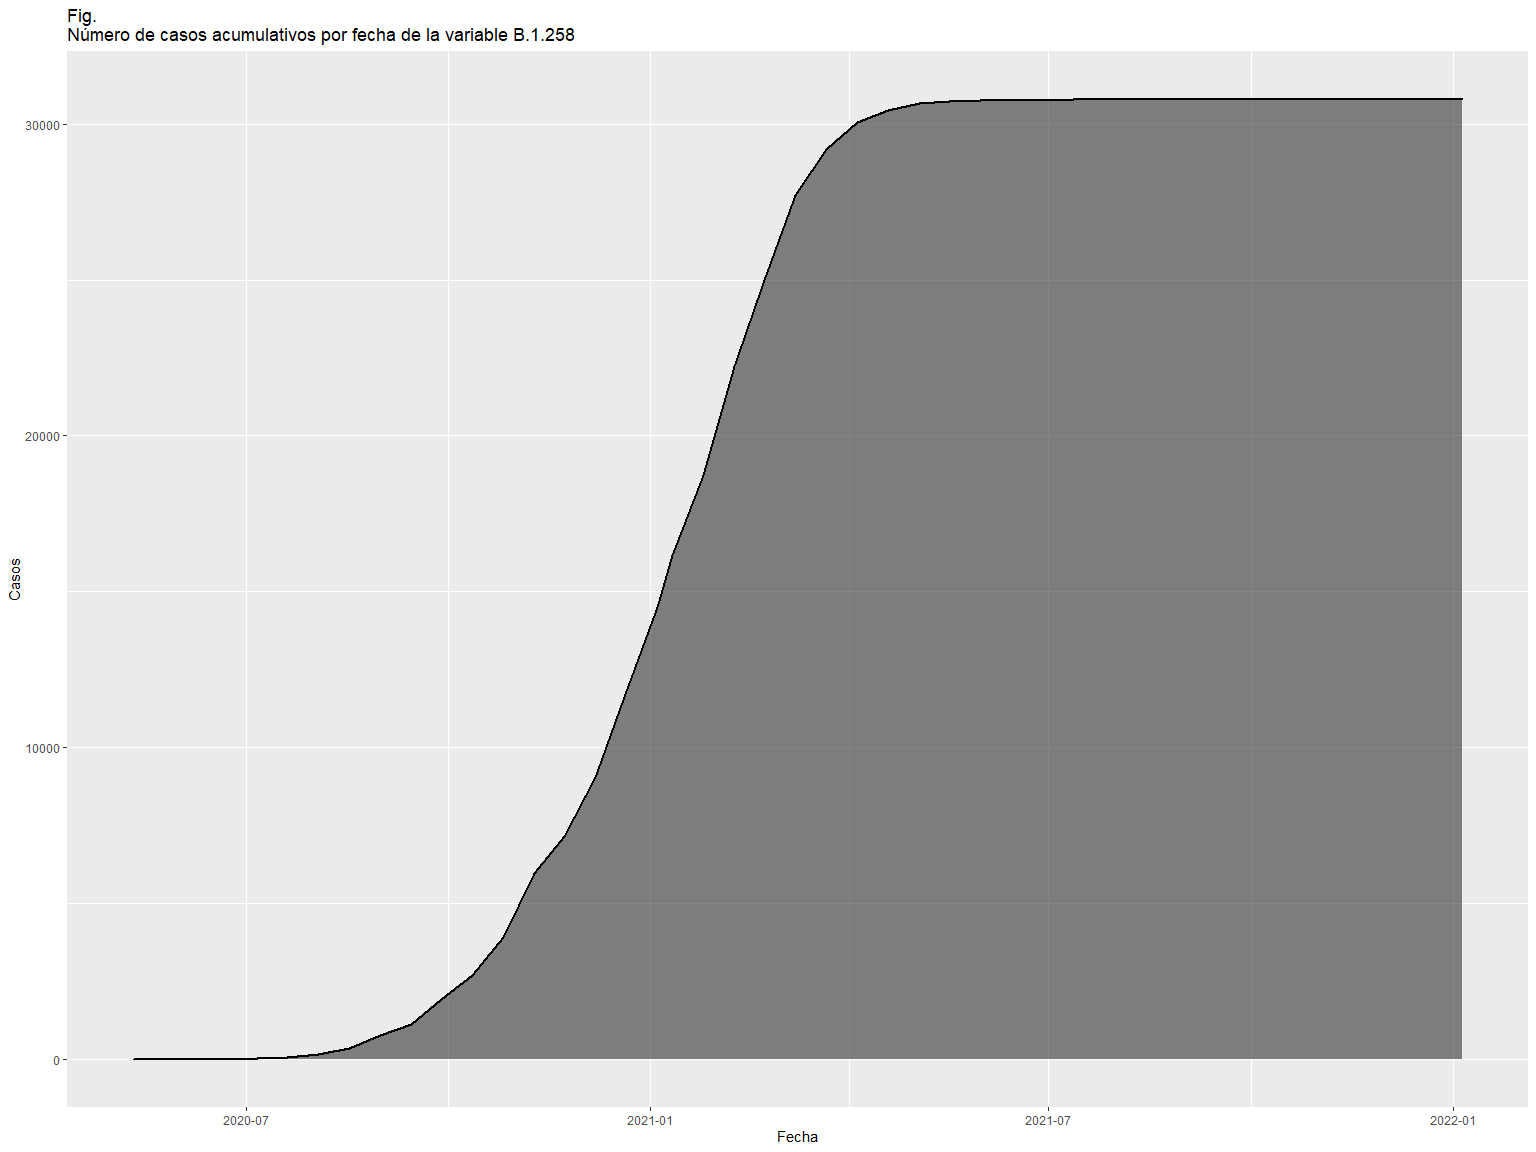 Fig.
Número de casos acumulativos por fecha de la variable B.1.258
30000
20000
10000
0
Casos
2020-07
2021-01
2021-07
2022-01
Fecha